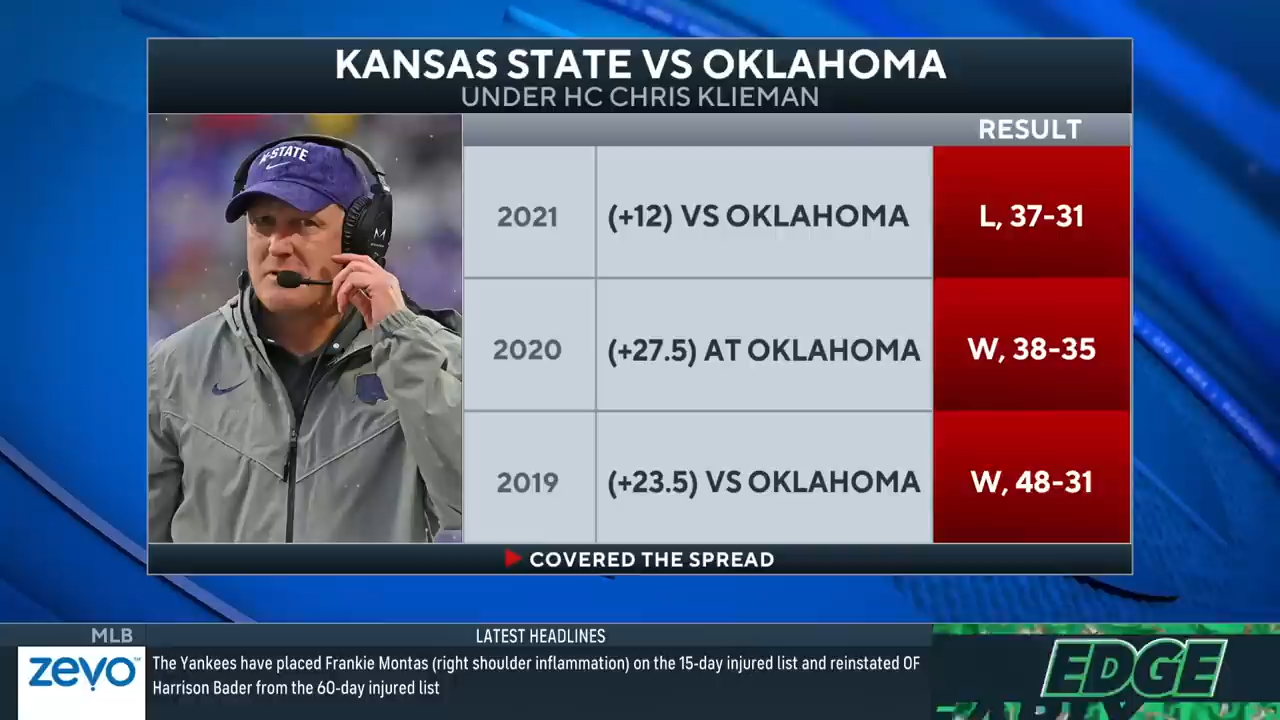 KANSAS STATE VS OKLAHOMA
UNDER HC CHRIS KLIEMAN
RESULT
K-STATE
2021 (+12) VS OKLAHOMA L, 37-31
2020 (+27.5) AT OKLAHOMA W, 38-35
2019 (+23.5) VS OKLAHOMA W, 48-31
COVERED THE SPREAD
MLB LATEST HEADLINES
zevo
The Yankees have placed Frankie Montas (right shoulder inflammation) on the 15-day injured list and reinstated OF
Harrison Bader from the 60-day injured list
EDGE